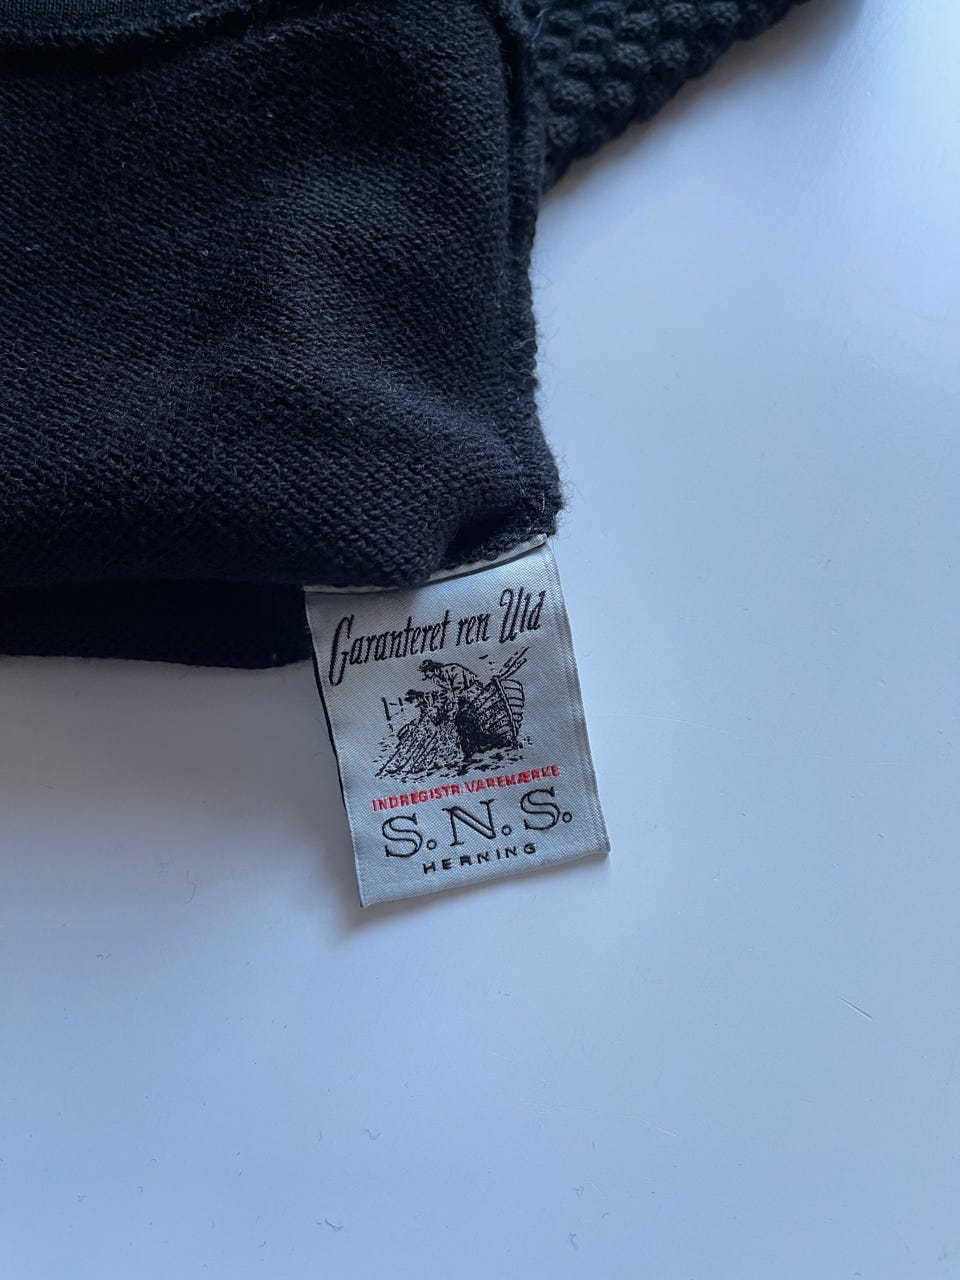 Garanteret ren Uld
INDREGISTR. VAREMÆRKE
S. N. S.
HERNING